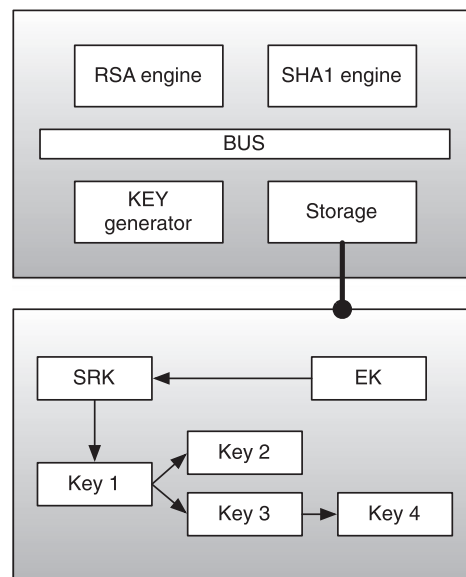 RSA engine
SHA1 engine
BUS
KEY
generator
Storage
SRK
EK
Key 1
Key 2
Key 3
Key 4